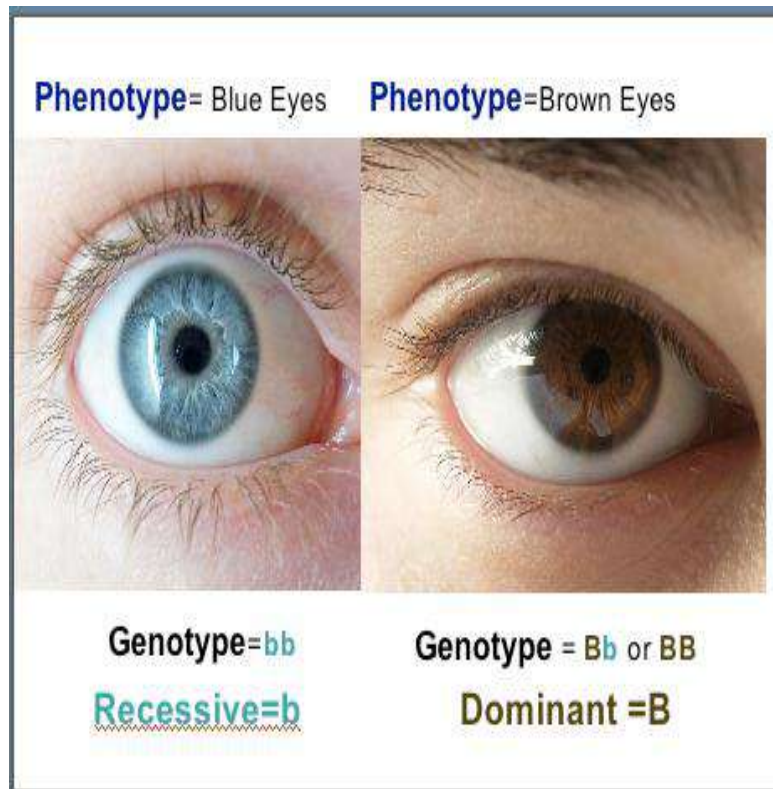 Phenotype= Blue Eyes
Phenotype=Brown Eyes
Genotype=bb
Recessive=b
Genotype = Bb or BB
Dominant =B